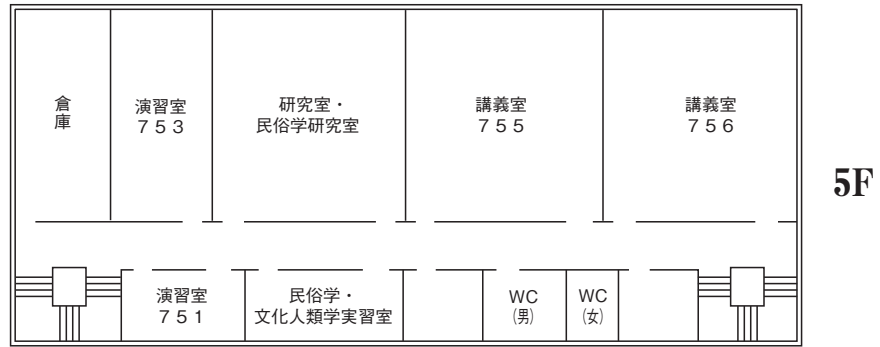 倉庫
演習室
７５３
研究室・
民俗学研究室
講義室
７５５
講義室
７５６
5F
演習室
７５１
民俗学・
文化人類学実習室
WC
(男)
WC
(女)